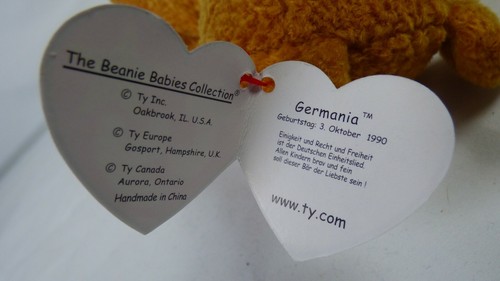 The Beanie Babies Collection®
© Ty Inc.
Oakbrook, IL. U.S.A.
© Ty Europe
Gosport, Hampshire, U.K.
© Ty Canada
Aurora, Ontario
Handmade in China
Germania™
Geburtstag: 3. Oktober 1990
Einigkeit und Recht und Freiheit
ist der Deutschen Einheitslied.
Allen Kindern brav und fein
soll dieser Bär der Liebste sein !
www.ty.com